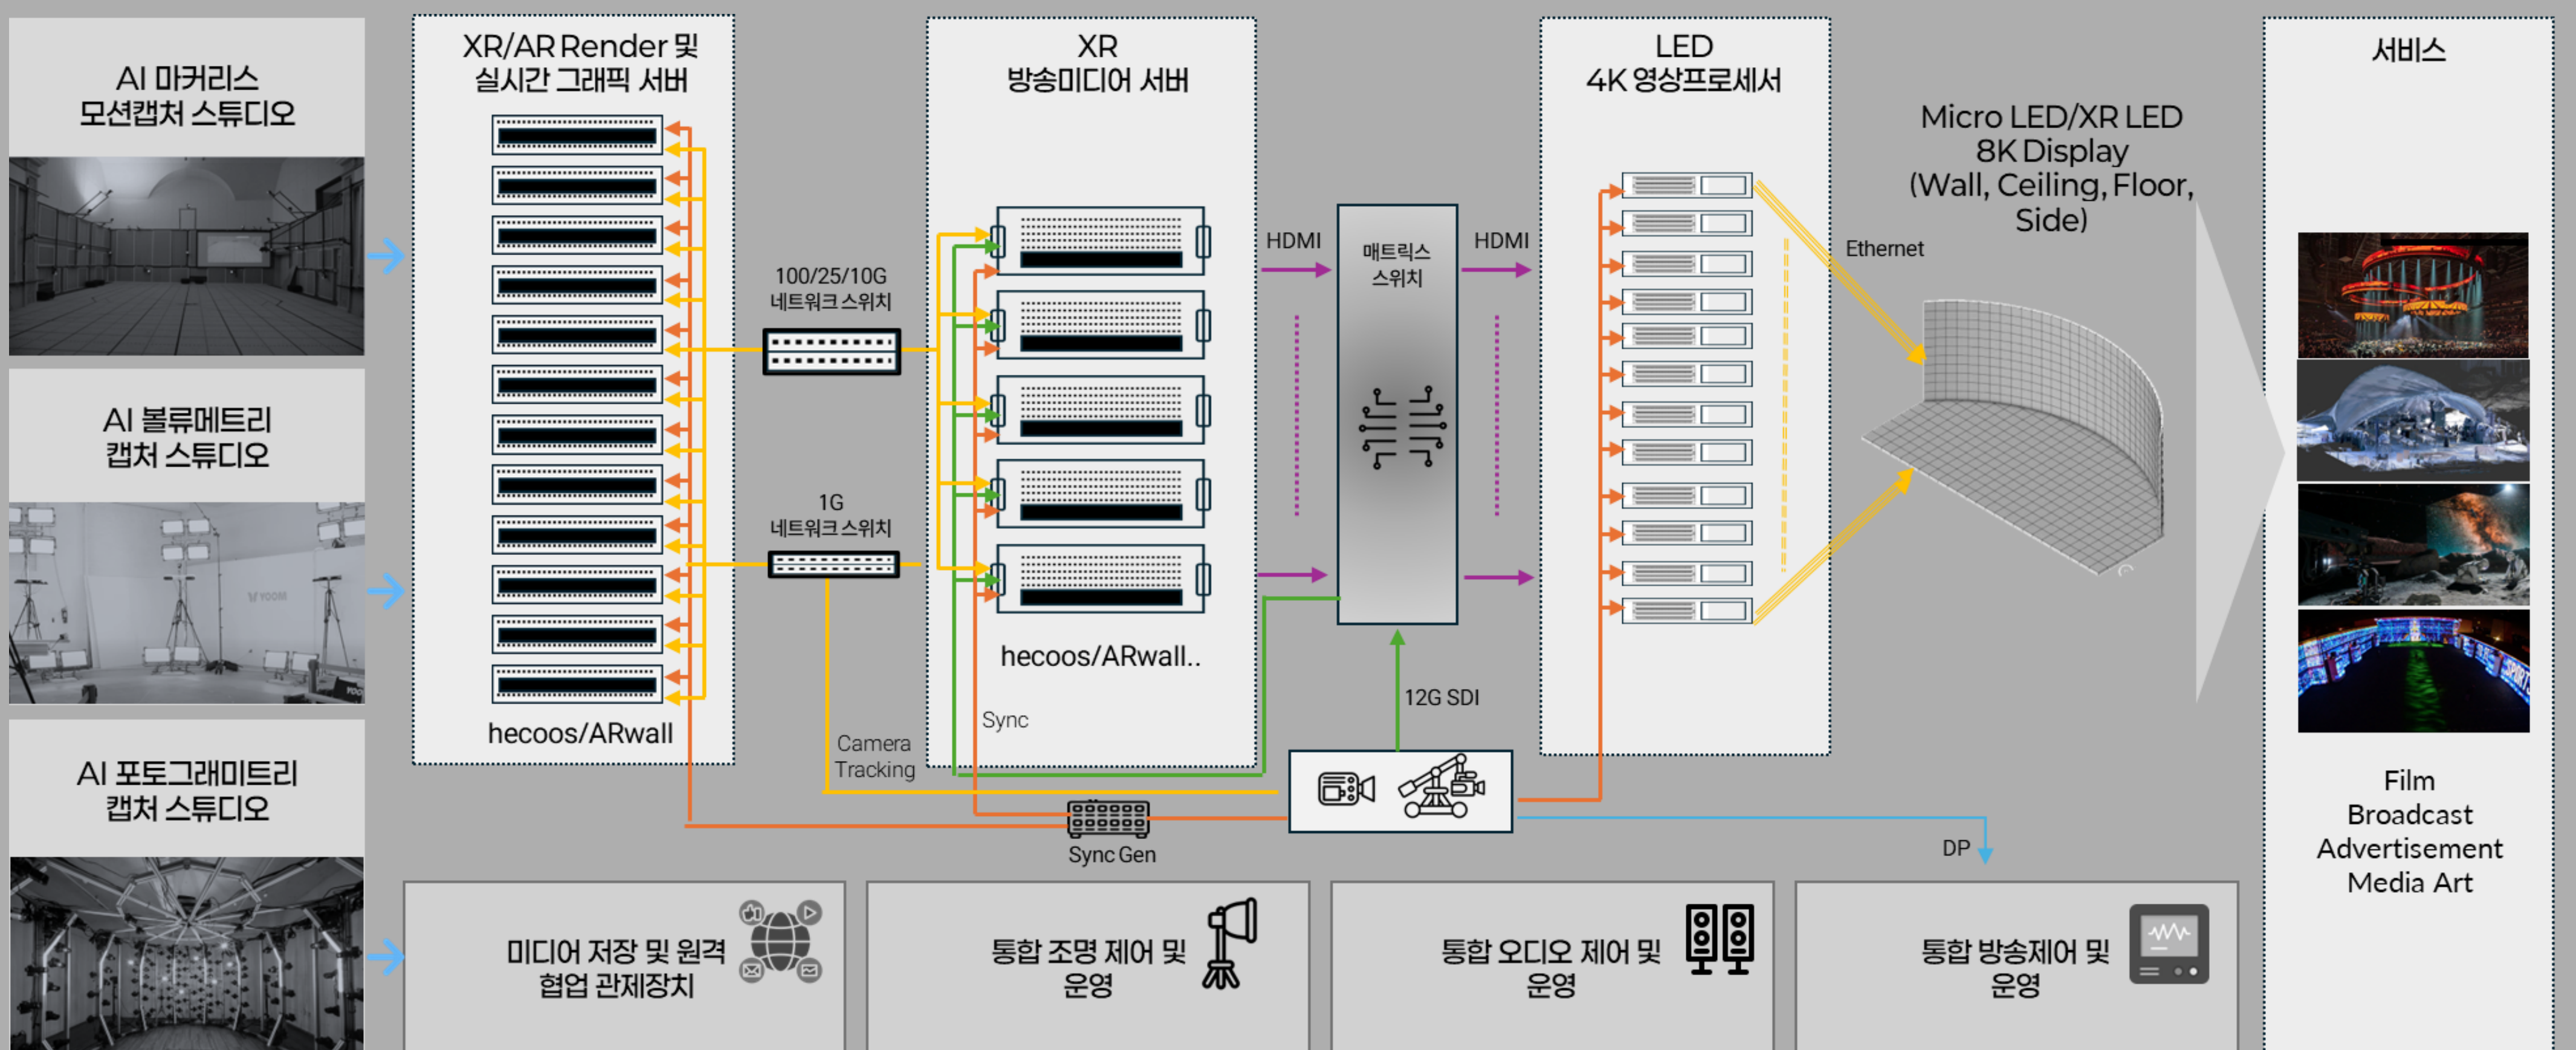 AI 마커리스
모션캡처 스튜디오
AI 볼류메트리
캡처 스튜디오
YOOM
AI 포토그래미트리
캡처 스튜디오
XR/AR Render 및
실시간 그래픽 서버
hecoos/ARwall
100/25/10G
네트워크 스위치
1G
네트워크 스위치
Camera
Tracking
XR
방송미디어 서버
hecoos/ARwall..
Sync
Sync Gen
HDMI
매트릭스
스위치
HDMI
12G SDI
LED
4K 영상프로세서
Ethernet
Micro LED/XR LED
8K Display
(Wall, Ceiling, Floor,
Side)
DP
서비스
Film
Broadcast
Advertisement
Media Art
미디어 저장 및 원격
협업 관제장치
통합 조명 제어 및
운영
통합 오디오 제어 및
운영
통합 방송제어 및
운영